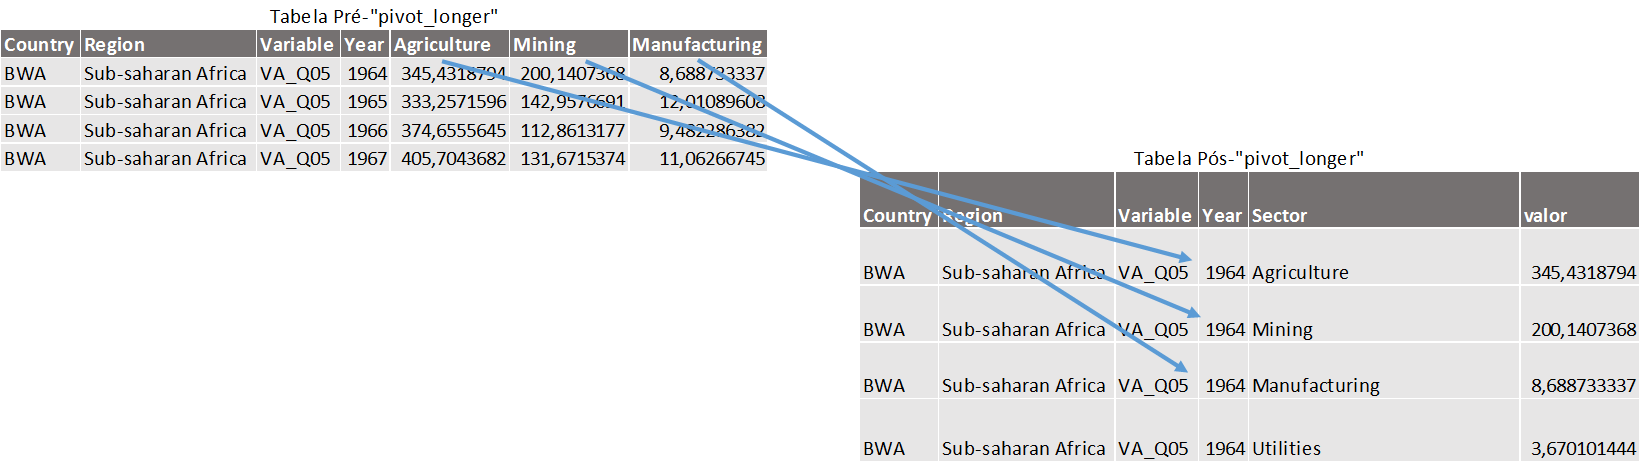 Tabela Pré-"pivot_longer"
Country Region Variable Year Agriculture Mining Manufacturing
BWA Sub-saharan Africa VA_Q05 1964 345,4318794 200,1407368 8,688733337
BWA Sub-saharan Africa VA_Q05 1965 333,2571596 142,9576691 12,01089608
BWA Sub-saharan Africa VA_Q05 1966 374,6555645 112,8613177 9,482286382
BWA Sub-saharan Africa VA_Q05 1967 405,7043682 131,6715374 11,06266745
Tabela Pós-"pivot_longer"
Country Region Variable Year Sector valor
BWA Sub-saharan Africa VA_Q05 1964 Agriculture 345,4318794
BWA Sub-saharan Africa VA_Q05 1964 Mining 200,1407368
BWA Sub-saharan Africa VA_Q05 1964 Manufacturing 8,688733337
BWA Sub-saharan Africa VA_Q05 1964 Utilities 3,670101444